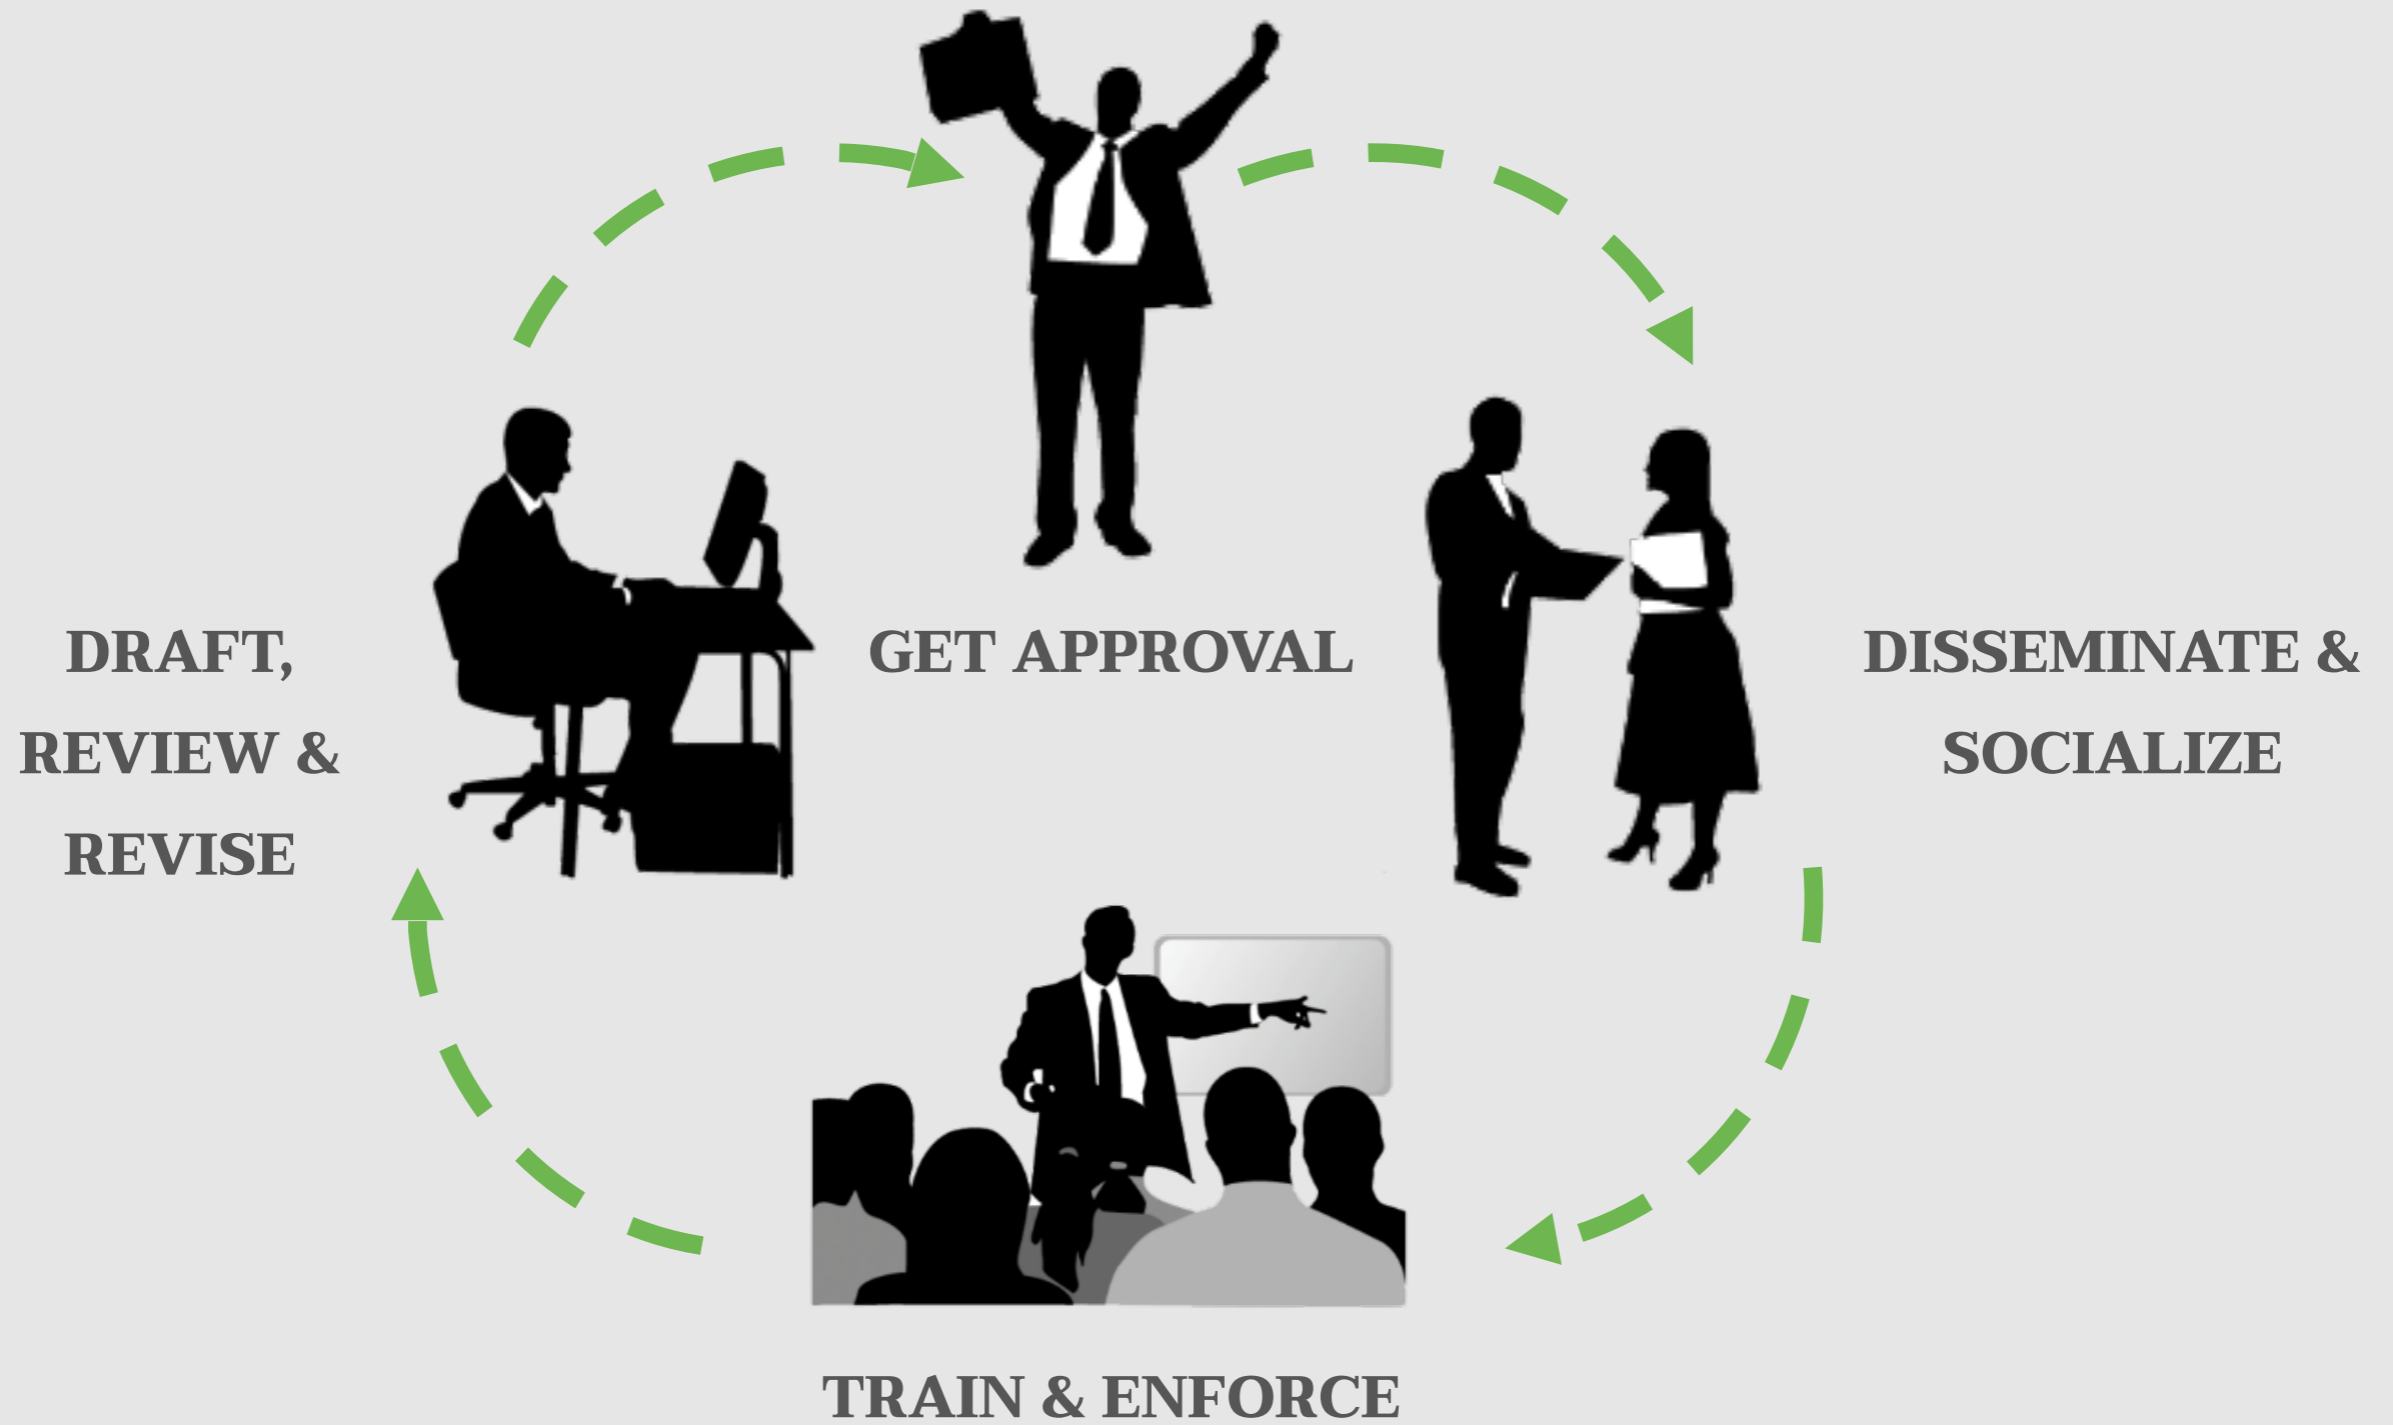 DRAFT,
REVIEW &
REVISE
GET APPROVAL
DISSEMINATE &
SOCIALIZE
TRAIN & ENFORCE